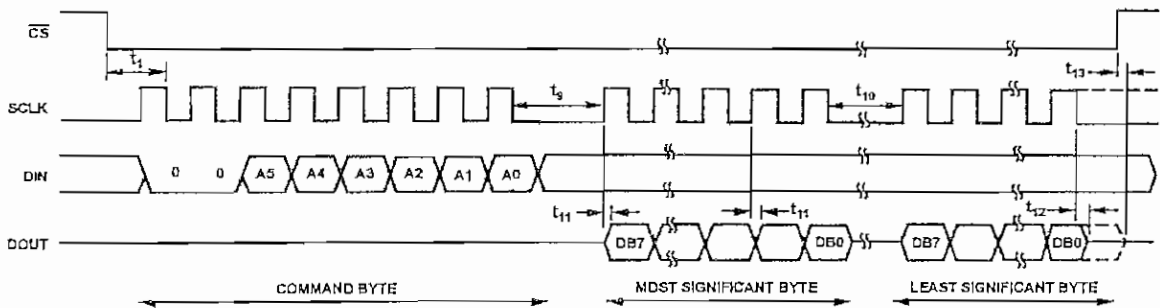 CS
t1
t13
SCLK
t9
t10
DIN
0 0 A5 A4 A3 A2 A1 A0
t11
t11
t12
DOUT
DB7 DB0 DB7 DB0
COMMAND BYTE MOST SIGNIFICANT BYTE LEAST SIGNIFICANT BYTE